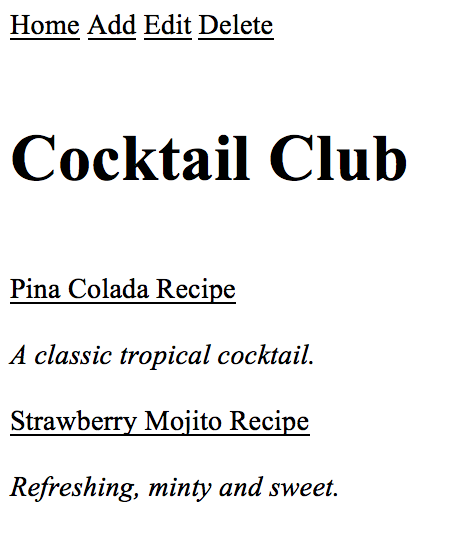 Home Add Edit Delete
Cocktail Club
Pina Colada Recipe
A classic tropical cocktail.
Strawberry Mojito Recipe
Refreshing, minty and sweet.